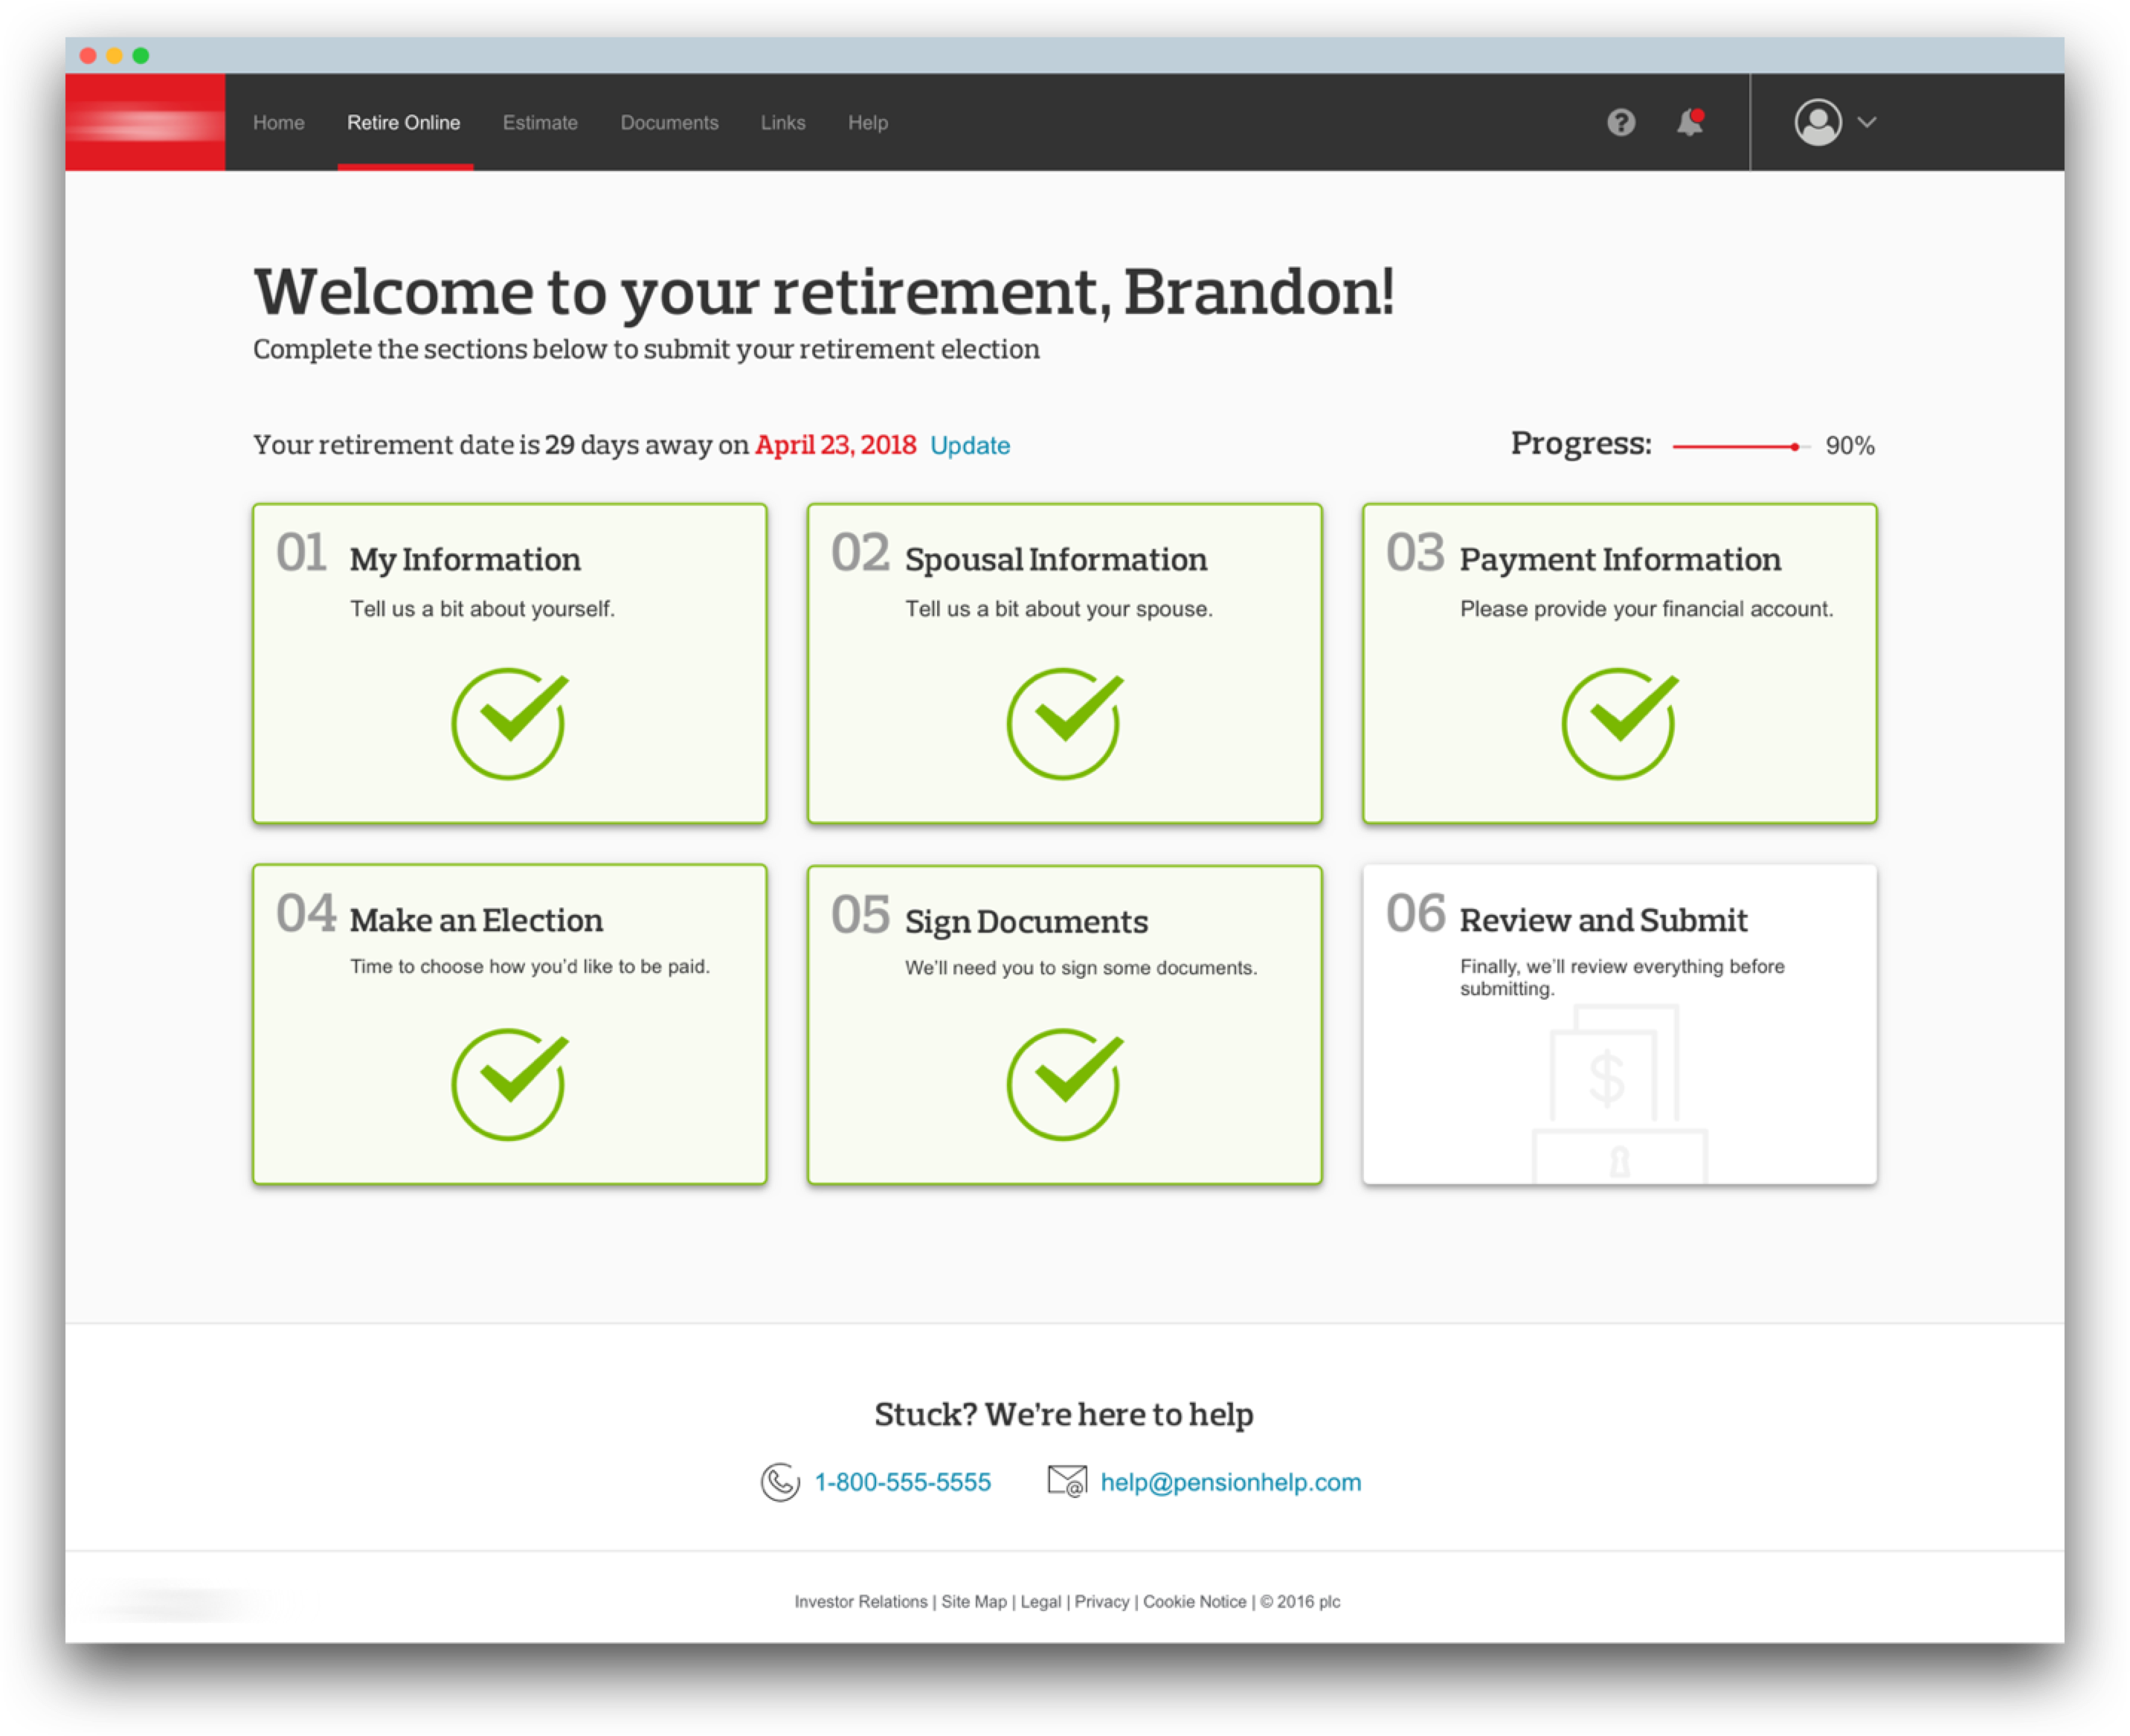 Home Retire Online Estimate Documents Links Help ?
Welcome to your retirement, Brandon!
Complete the sections below to submit your retirement election
Your retirement date is 29 days away on April 23, 2018 Update
Progress: 90%
01 My Information
Tell us a bit about yourself.
02 Spousal Information
Tell us a bit about your spouse.
03 Payment Information
Please provide your financial account.
04 Make an Election
Time to choose how you’d like to be paid.
05 Sign Documents
We’ll need you to sign some documents.
06 Review and Submit
Finally, we’ll review everything before
submitting.
$
Stuck? We’re here to help
1-800-555-5555 @ help@pensionhelp.com
Investor Relations | Site Map | Legal | Privacy | Cookie Notice | © 2016 plc